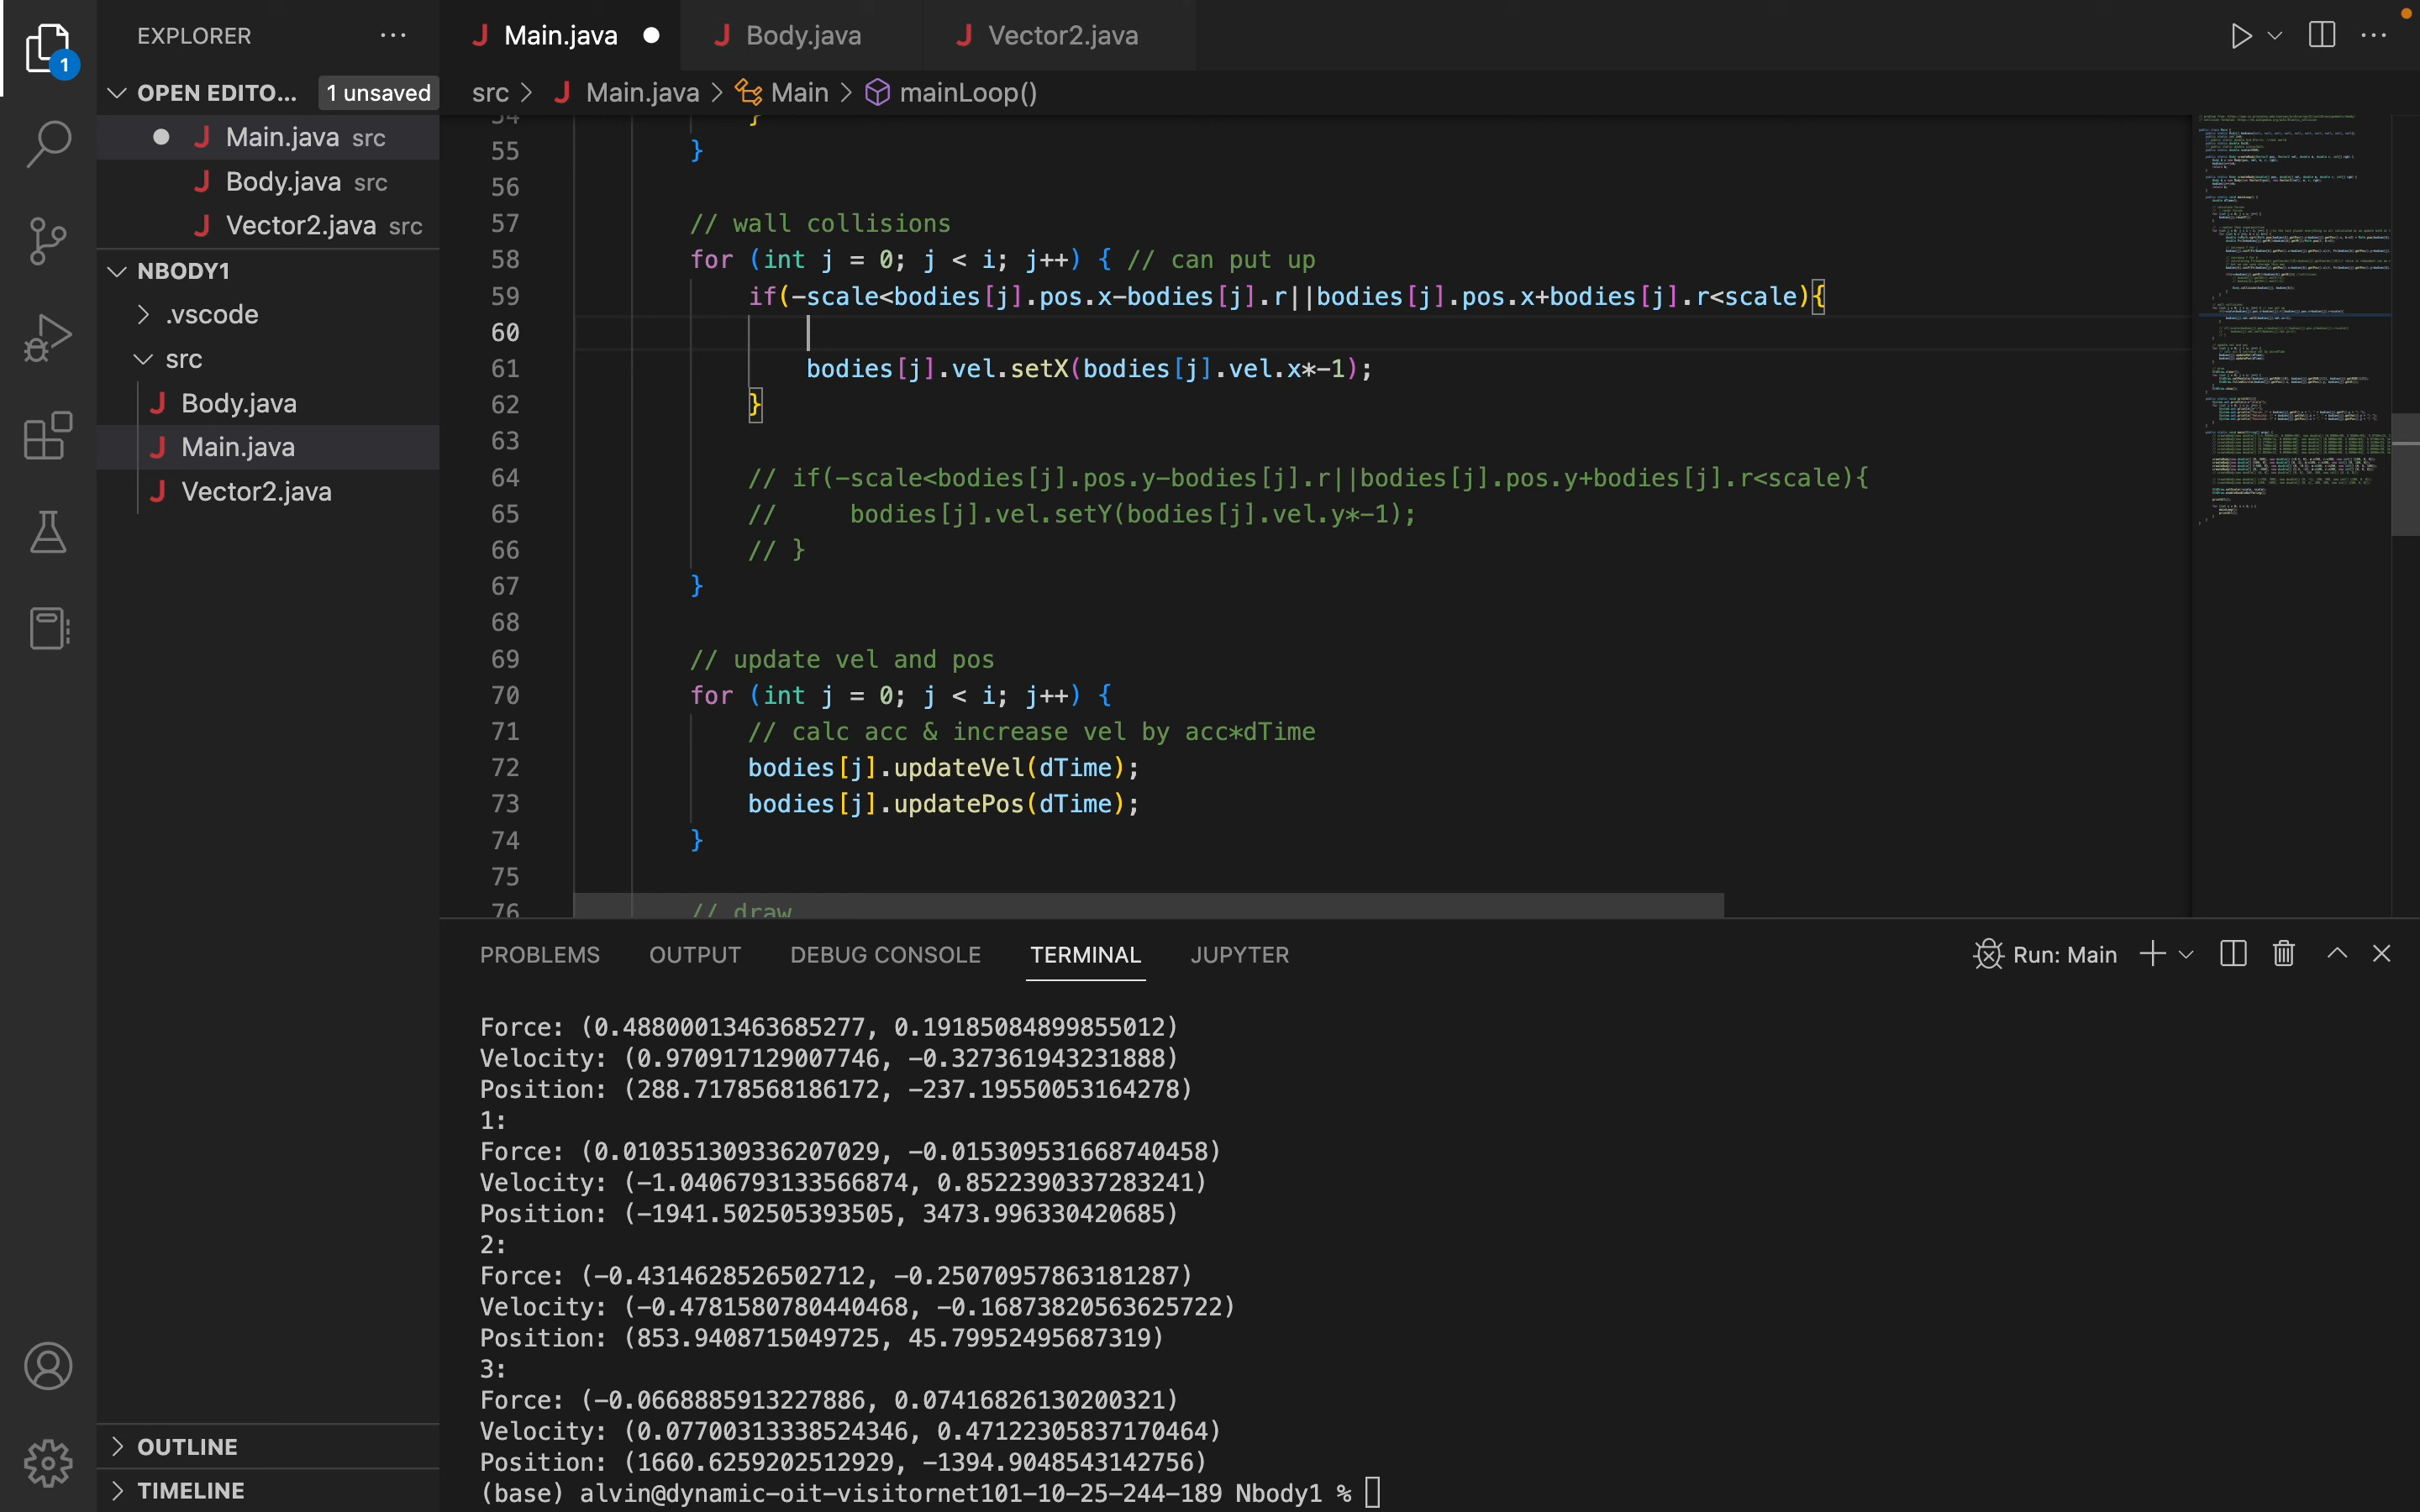 EXPLORER
OPEN EDITO... 1 unsaved
Main.java src
Body.java src
Vector2.java src
NBODY1
.vscode
src
Body.java
Main.java
Vector2.java
OUTLINE
TIMELINE
1
Main.java
Body.java
Vector2.java
src > Main.java > Main > mainLoop()
54 }
55 }
56
57 // wall collisions
58 for (int j = 0; j < i; j++) { // can put up
59 if(-scale<bodies[j].pos.x-bodies[j].r||bodies[j].pos.x+bodies[j].r<scale){
60
61 bodies[j].vel.setX(bodies[j].vel.x*-1);
62 }
63
64 // if(-scale<bodies[j].pos.y-bodies[j].r||bodies[j].pos.y+bodies[j].r<scale){
65 //     bodies[j].vel.setY(bodies[j].vel.y*-1);
66 // }
67 }
68
69 // update vel and pos
70 for (int j = 0; j < i; j++) {
71 // calc acc & increase vel by acc*dTime
72 bodies[j].updateVel(dTime);
73 bodies[j].updatePos(dTime);
74 }
75
76 // draw
PROBLEMS OUTPUT DEBUG CONSOLE TERMINAL JUPYTER Run: Main
Force: (0.48800013463685277, 0.19185084899855012)
Velocity: (0.970917129007746, -0.327361943231888)
Position: (288.7178568186172, -237.19550053164278)
1:
Force: (0.010351309336207029, -0.015309531668740458)
Velocity: (-1.0406793133566874, 0.8522390337283241)
Position: (-1941.502505393505, 3473.996330420685)
2:
Force: (-0.4314628526502712, -0.25070957863181287)
Velocity: (-0.4781580780440468, -0.16873820563625722)
Position: (853.9408715049725, 45.79952495687319)
3:
Force: (-0.0668885913227886, 0.07416826130200321)
Velocity: (0.07700313338524346, 0.47122305837170464)
Position: (1660.6259202512929, -1394.9048543142756)
(base) alvin@dynamic-oit-visitornet101-10-25-244-189 Nbody1 %